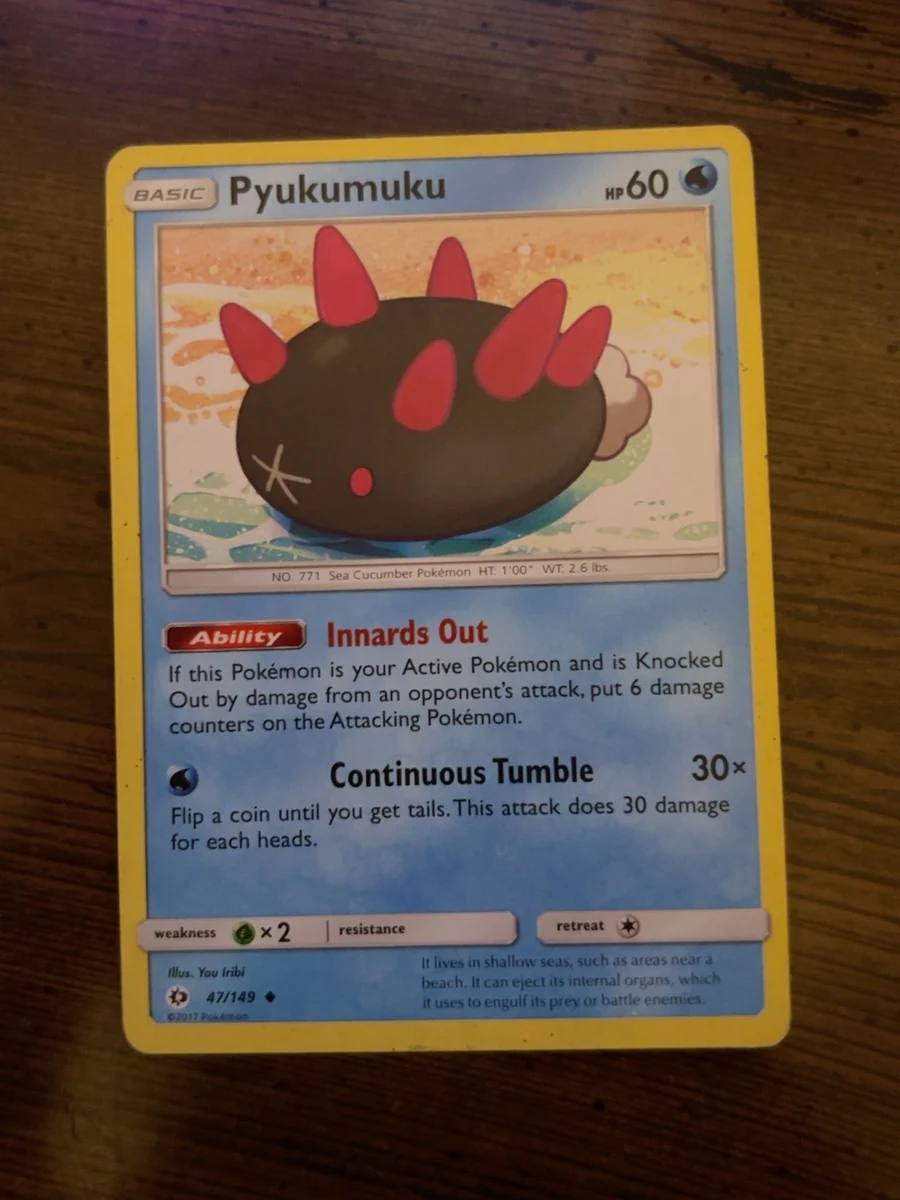 BASIC Pyukumuku HP 60
NO. 771 Sea Cucumber Pokémon HT: 1'00" WT: 2.6 lbs.
Ability Innards Out
If this Pokémon is your Active Pokémon and is Knocked
Out by damage from an opponent's attack, put 6 damage
counters on the Attacking Pokémon.
Continuous Tumble 30×
Flip a coin until you get tails. This attack does 30 damage
for each heads.
weakness ×2 resistance retreat
Illus. You Iribi
47/149
©2017 Pokémon
It lives in shallow seas, such as areas near a
beach. It can eject its internal organs, which
it uses to engulf its prey or battle enemies.